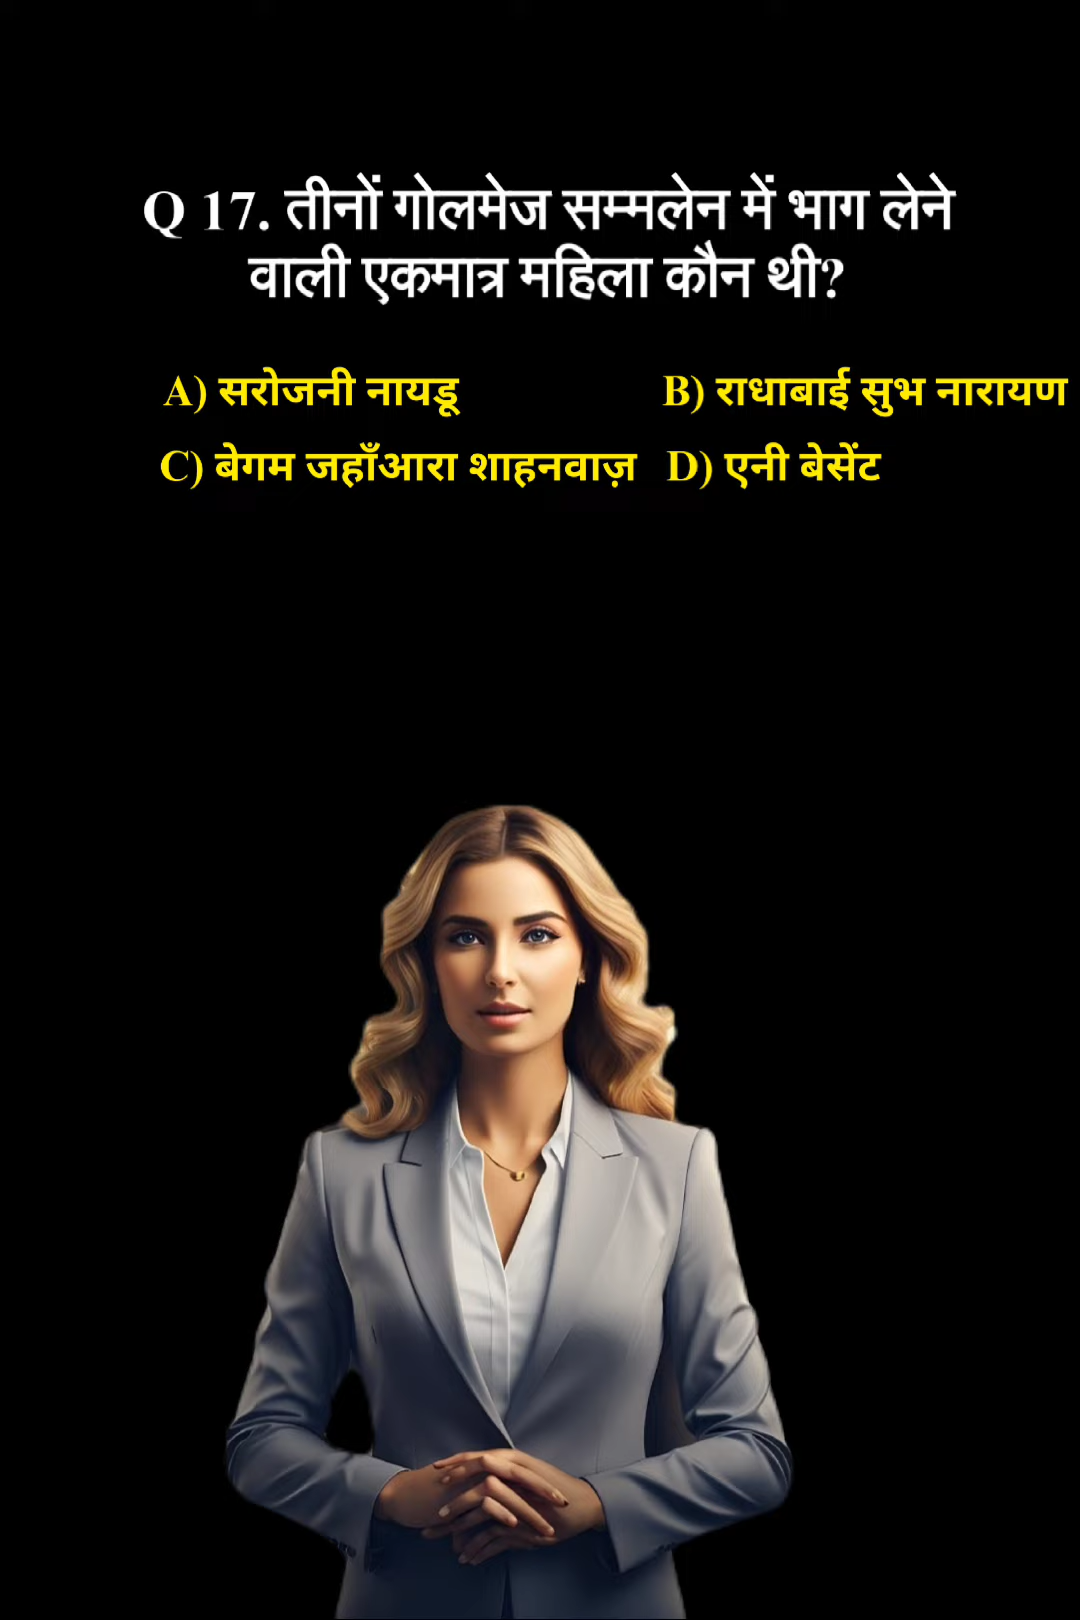 Q 17. तीनों गोलमेज सम्मलेन में भाग लेने
वाली एकमात्र महिला कौन थी?
A) सरोजनी नायडू B) राधाबाई सुभ नारायण
C) बेगम जहाँआरा शाहनवाज़ D) एनी बेसेंट